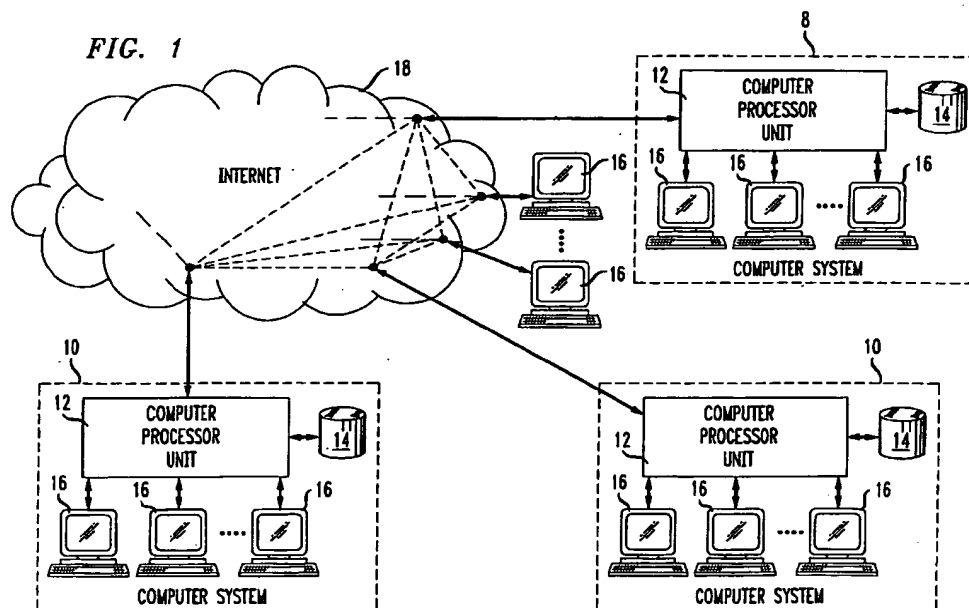 FIG. 1
18
INTERNET
16
16
8
12
COMPUTER
PROCESSOR
UNIT
14
16
16
16
COMPUTER SYSTEM
10
12
COMPUTER
PROCESSOR
UNIT
14
16
16
16
COMPUTER SYSTEM
10
12
COMPUTER
PROCESSOR
UNIT
14
16
16
16
COMPUTER SYSTEM